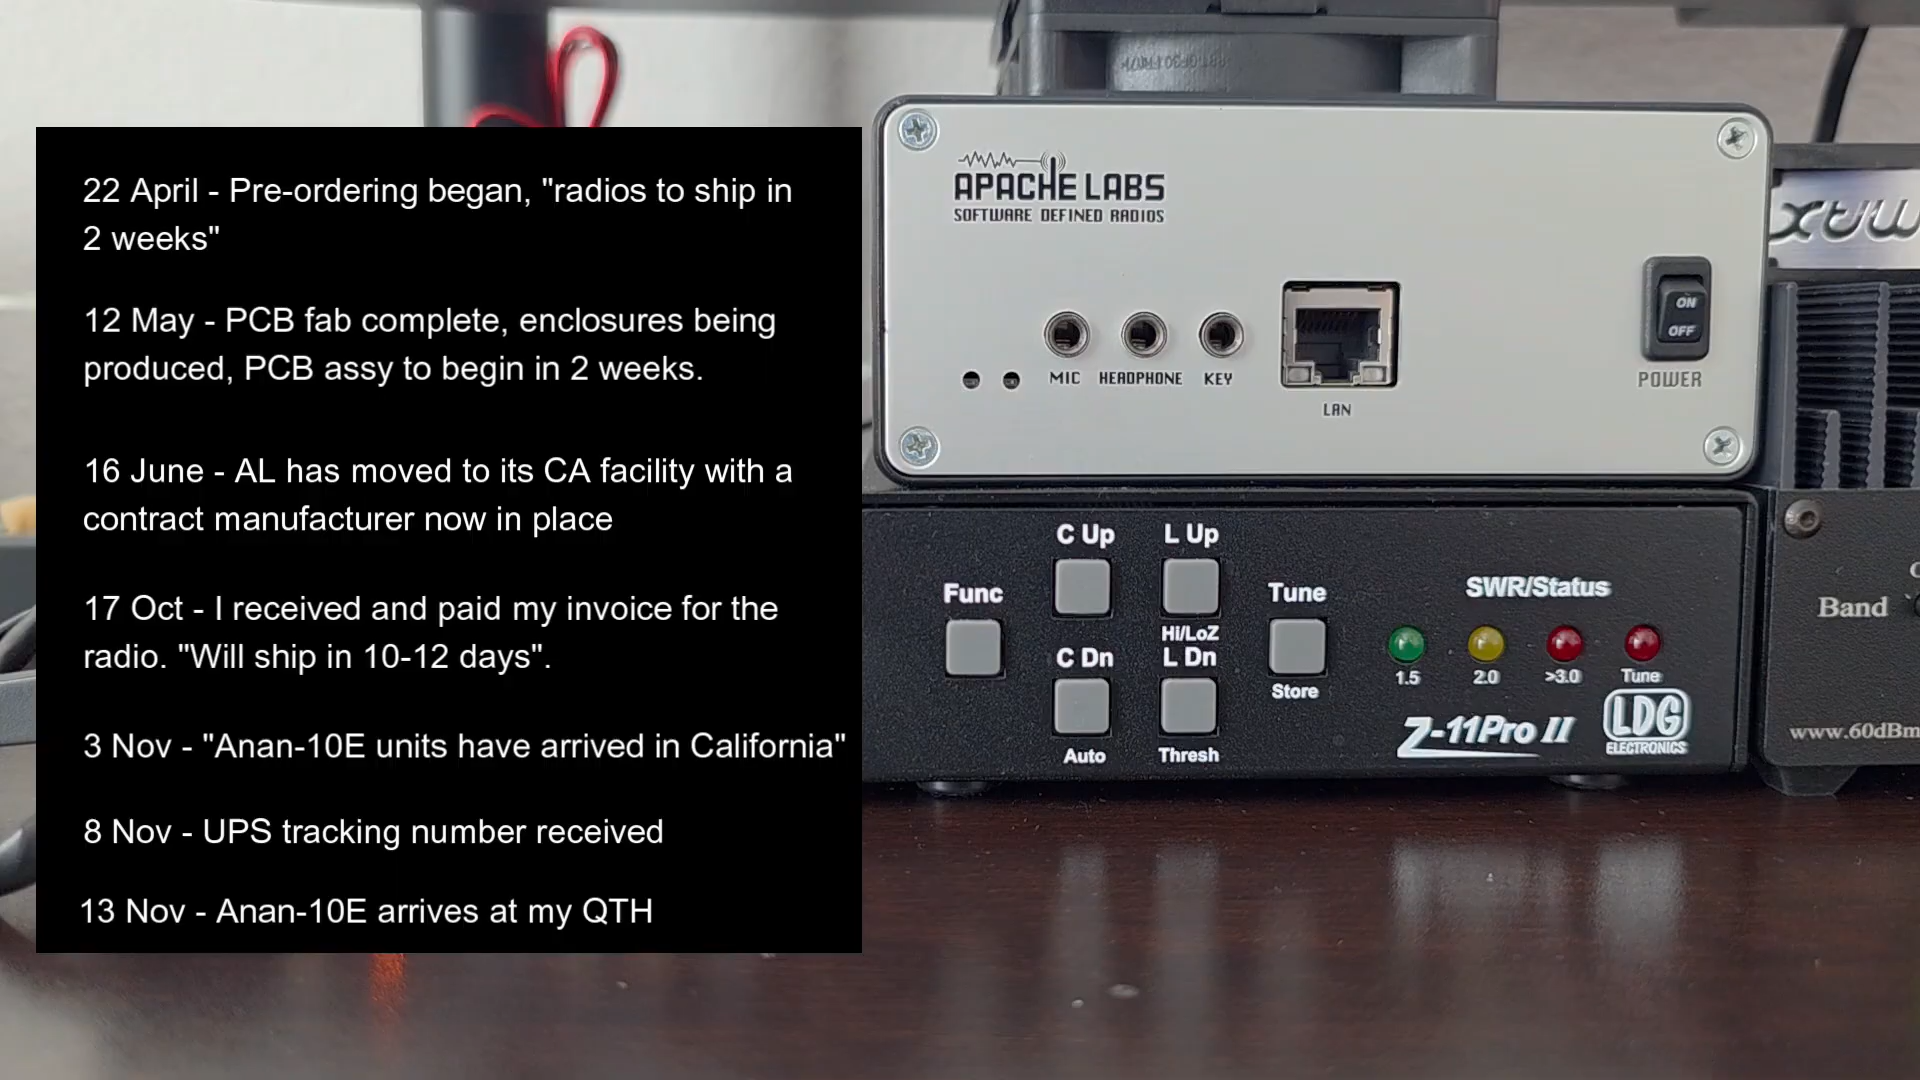 22 April - Pre-ordering began, "radios to ship in
2 weeks"
12 May - PCB fab complete, enclosures being
produced, PCB assy to begin in 2 weeks.
16 June - AL has moved to its CA facility with a
contract manufacturer now in place
17 Oct - I received and paid my invoice for the
radio. "Will ship in 10-12 days".
3 Nov - "Anan-10E units have arrived in California"
8 Nov - UPS tracking number received
13 Nov - Anan-10E arrives at my QTH
APACHE LABS
SOFTWARE DEFINED RADIOS
ON
OFF
MIC HEADPHONE KEY
POWER
LAN
C Up L Up
Func Tune SWR/Status
Hi/LoZ
C Dn L Dn
1.5 2.0 >3.0 Tune
Store
Z-11Pro II LDG
ELECTRONICS
Auto Thresh
Band
www.60dBm